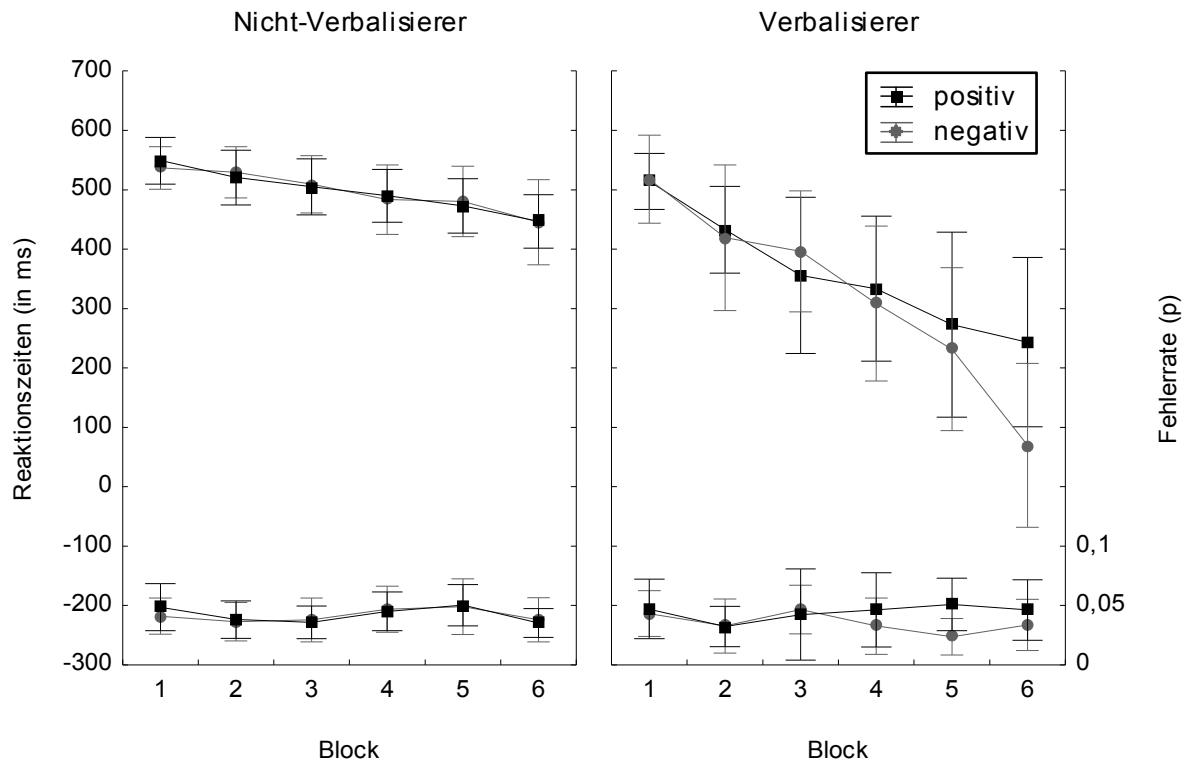 Nicht-Verbalisierer
Verbalisierer
positiv
negativ
Reaktionszeiten (in ms)
700
600
500
400
300
200
100
0
-100
-200
-300
0,1
0,05
0
Fehlerrate (p)
1 2 3 4 5 6
1 2 3 4 5 6
Block
Block